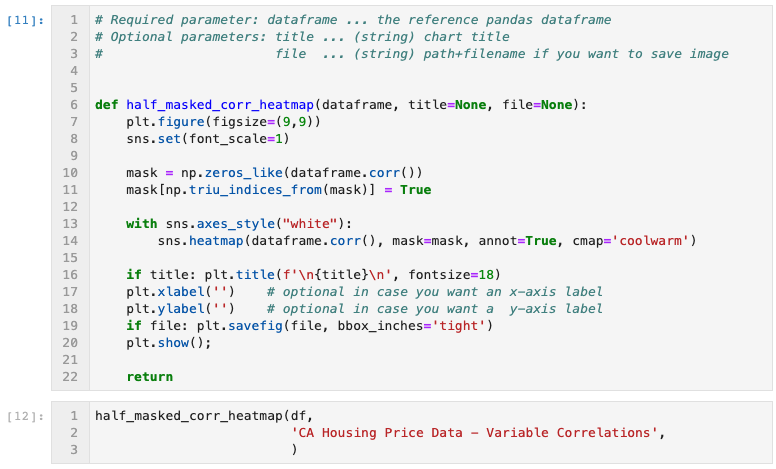 [11]:
1 # Required parameter: dataframe ... the reference pandas dataframe
2 # Optional parameters: title ... (string) chart title
3 #                      file  ... (string) path+filename if you want to save image
4
5
6 def half_masked_corr_heatmap(dataframe, title=None, file=None):
7     plt.figure(figsize=(9,9))
8     sns.set(font_scale=1)
9
10     mask = np.zeros_like(dataframe.corr())
11     mask[np.triu_indices_from(mask)] = True
12
13     with sns.axes_style("white"):
14         sns.heatmap(dataframe.corr(), mask=mask, annot=True, cmap='coolwarm')
15
16     if title: plt.title(f'\n{title}\n', fontsize=18)
17     plt.xlabel('')    # optional in case you want an x-axis label
18     plt.ylabel('')    # optional in case you want a  y-axis label
19     if file: plt.savefig(file, bbox_inches='tight')
20     plt.show();
21
22     return
[12]:
1 half_masked_corr_heatmap(df,
2                          'CA Housing Price Data – Variable Correlations',
3                          )